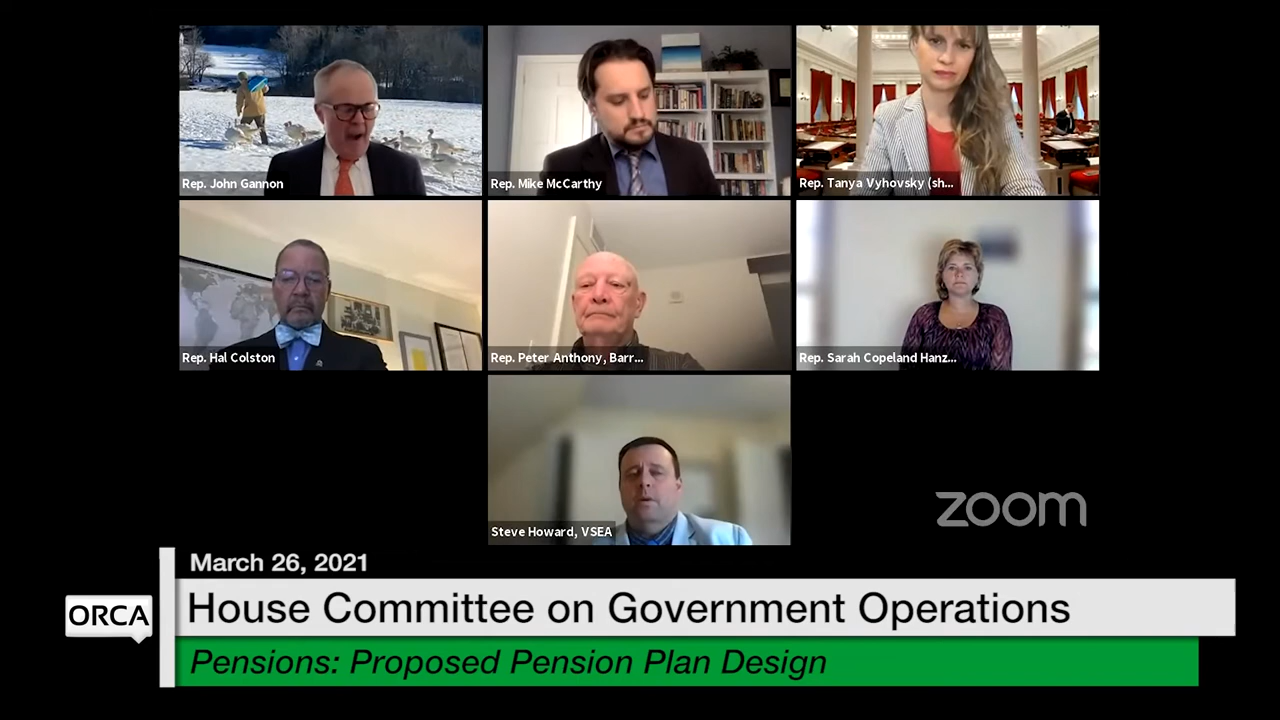 Rep. John Gannon
Rep. Mike McCarthy
Rep. Tanya Vyhovsky (sh...
Rep. Hal Colston
Rep. Peter Anthony, Barr...
Rep. Sarah Copeland Hanz...
Steve Howard, VSEA
zoom
March 26, 2021
ORCA
House Committee on Government Operations
Pensions: Proposed Pension Plan Design